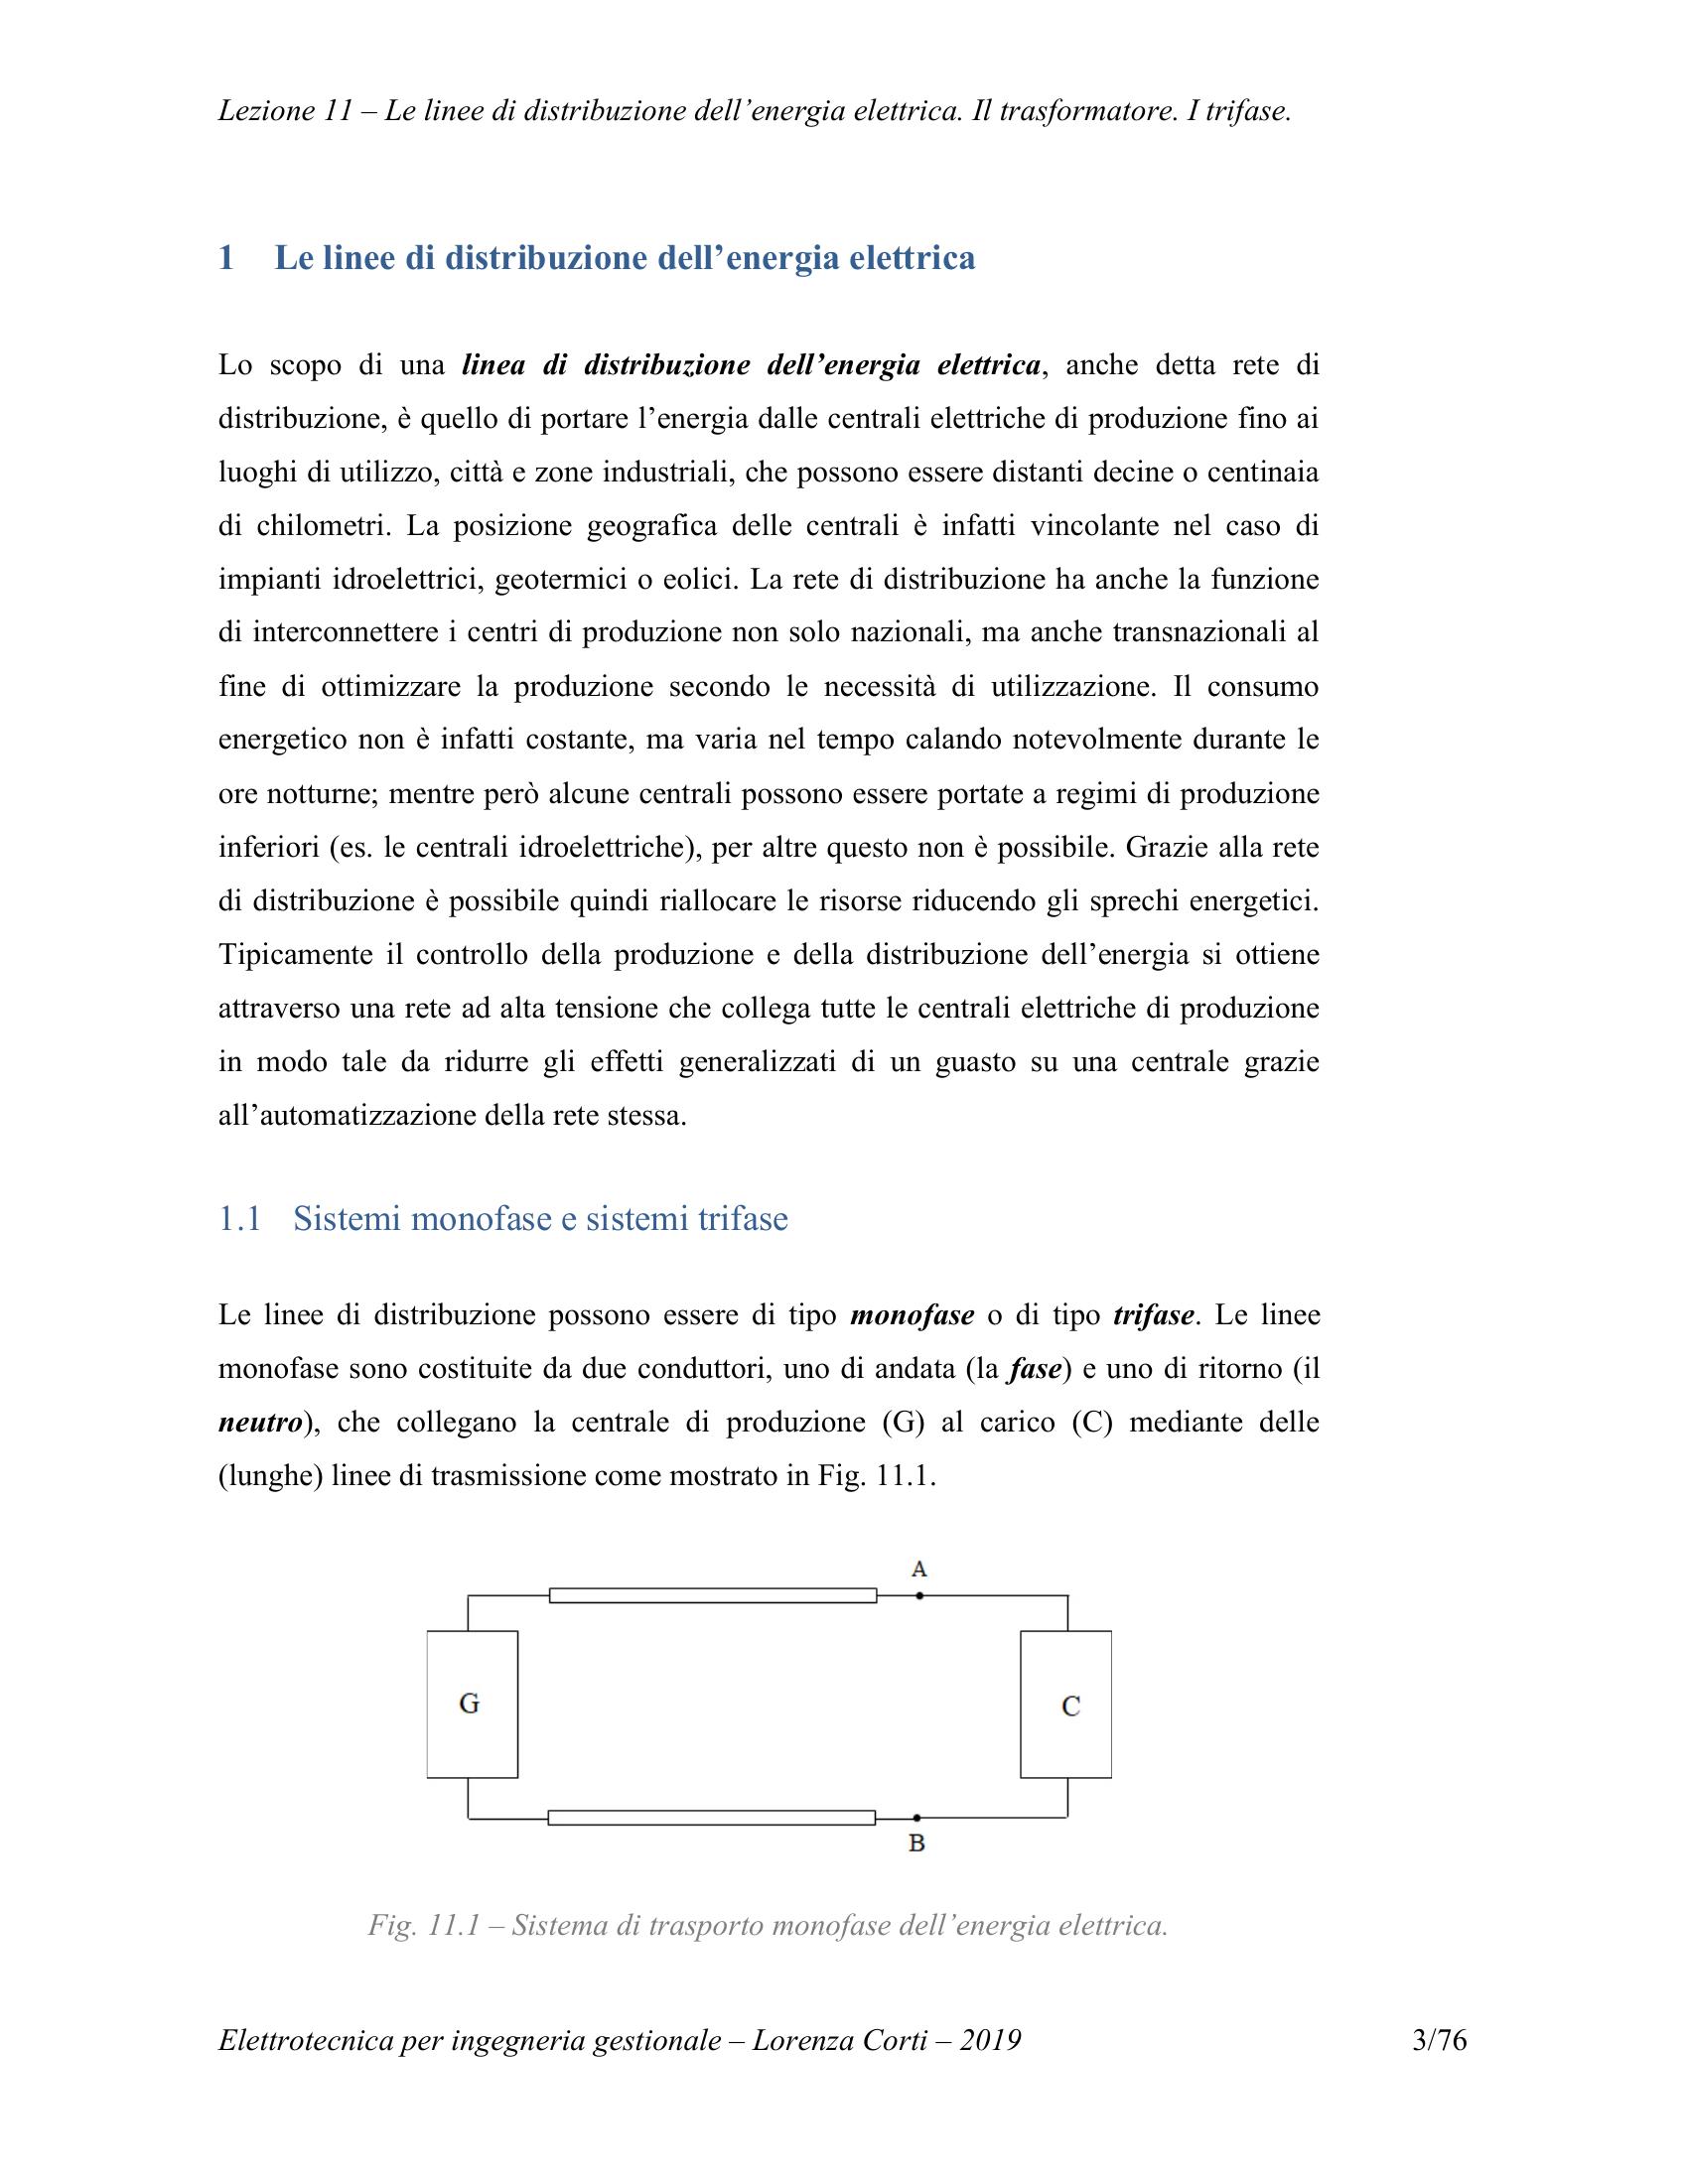 Lezione 11 – Le linee di distribuzione dell’energia elettrica. Il trasformatore. I trifase.
1 Le linee di distribuzione dell’energia elettrica
Lo scopo di una linea di distribuzione dell’energia elettrica, anche detta rete di
distribuzione, è quello di portare l’energia dalle centrali elettriche di produzione fino ai
luoghi di utilizzo, città e zone industriali, che possono essere distanti decine o centinaia
di chilometri. La posizione geografica delle centrali è infatti vincolante nel caso di
impianti idroelettrici, geotermici o eolici. La rete di distribuzione ha anche la funzione
di interconnettere i centri di produzione non solo nazionali, ma anche transnazionali al
fine di ottimizzare la produzione secondo le necessità di utilizzazione. Il consumo
energetico non è infatti costante, ma varia nel tempo calando notevolmente durante le
ore notturne; mentre però alcune centrali possono essere portate a regimi di produzione
inferiori (es. le centrali idroelettriche), per altre questo non è possibile. Grazie alla rete
di distribuzione è possibile quindi riallocare le risorse riducendo gli sprechi energetici.
Tipicamente il controllo della produzione e della distribuzione dell’energia si ottiene
attraverso una rete ad alta tensione che collega tutte le centrali elettriche di produzione
in modo tale da ridurre gli effetti generalizzati di un guasto su una centrale grazie
all’automatizzazione della rete stessa.
1.1 Sistemi monofase e sistemi trifase
Le linee di distribuzione possono essere di tipo monofase o di tipo trifase. Le linee
monofase sono costituite da due conduttori, uno di andata (la fase) e uno di ritorno (il
neutro), che collegano la centrale di produzione (G) al carico (C) mediante delle
(lunghe) linee di trasmissione come mostrato in Fig. 11.1.
A
G
C
B
Fig. 11.1 – Sistema di trasporto monofase dell’energia elettrica.
Elettrotecnica per ingegneria gestionale – Lorenza Corti – 2019 3/76